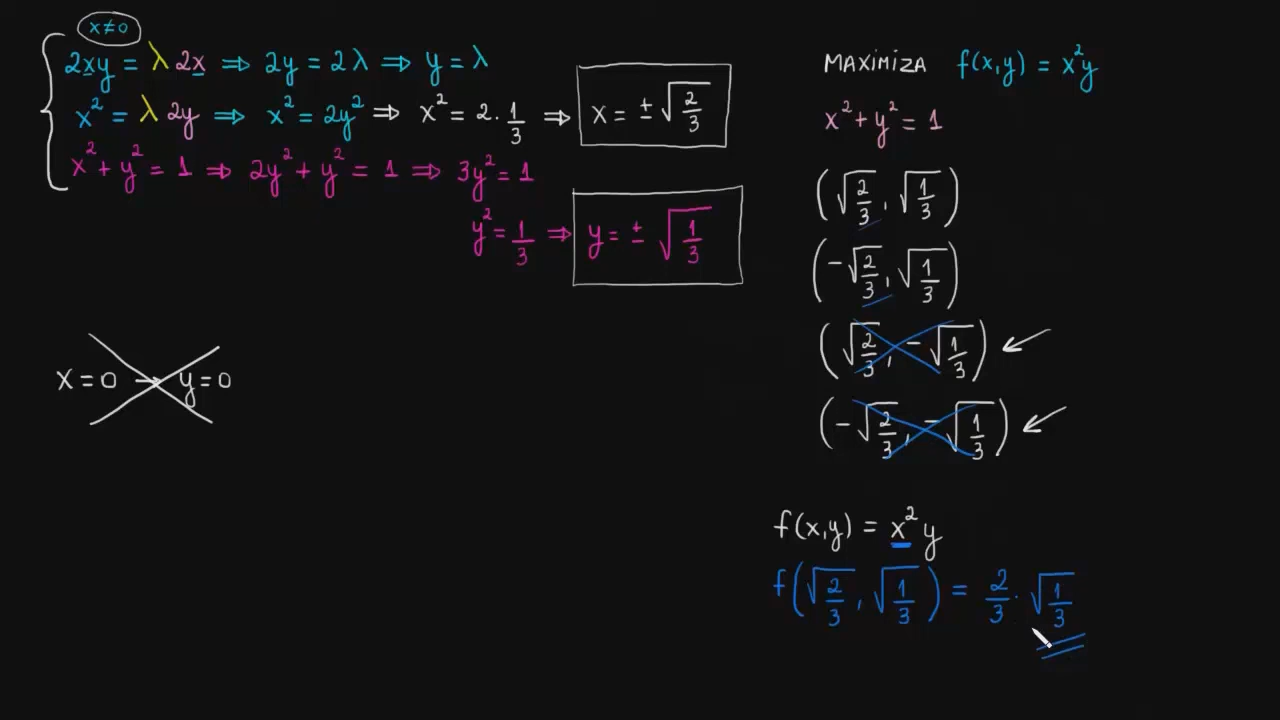 x≠0
2xy = λ 2x ⇒ 2y = 2λ ⇒ y = λ
x² = λ 2y ⇒ x² = 2y² ⇒ x² = 2·1/3 ⇒ x = ±√(2/3)
x² + y² = 1 ⇒ 2y² + y² = 1 ⇒ 3y² = 1
y² = 1/3 ⇒ y = ±√(1/3)
x = 0 → y = 0
MAXIMIZA f(x,y) = x²y
x² + y² = 1
(√(2/3), √(1/3))
(-√(2/3), √(1/3))
(√(2/3), -√(1/3)) ←
(-√(2/3), -√(1/3)) ←
f(x,y) = x²y
f(√(2/3), √(1/3)) = 2/3 · √(1/3)